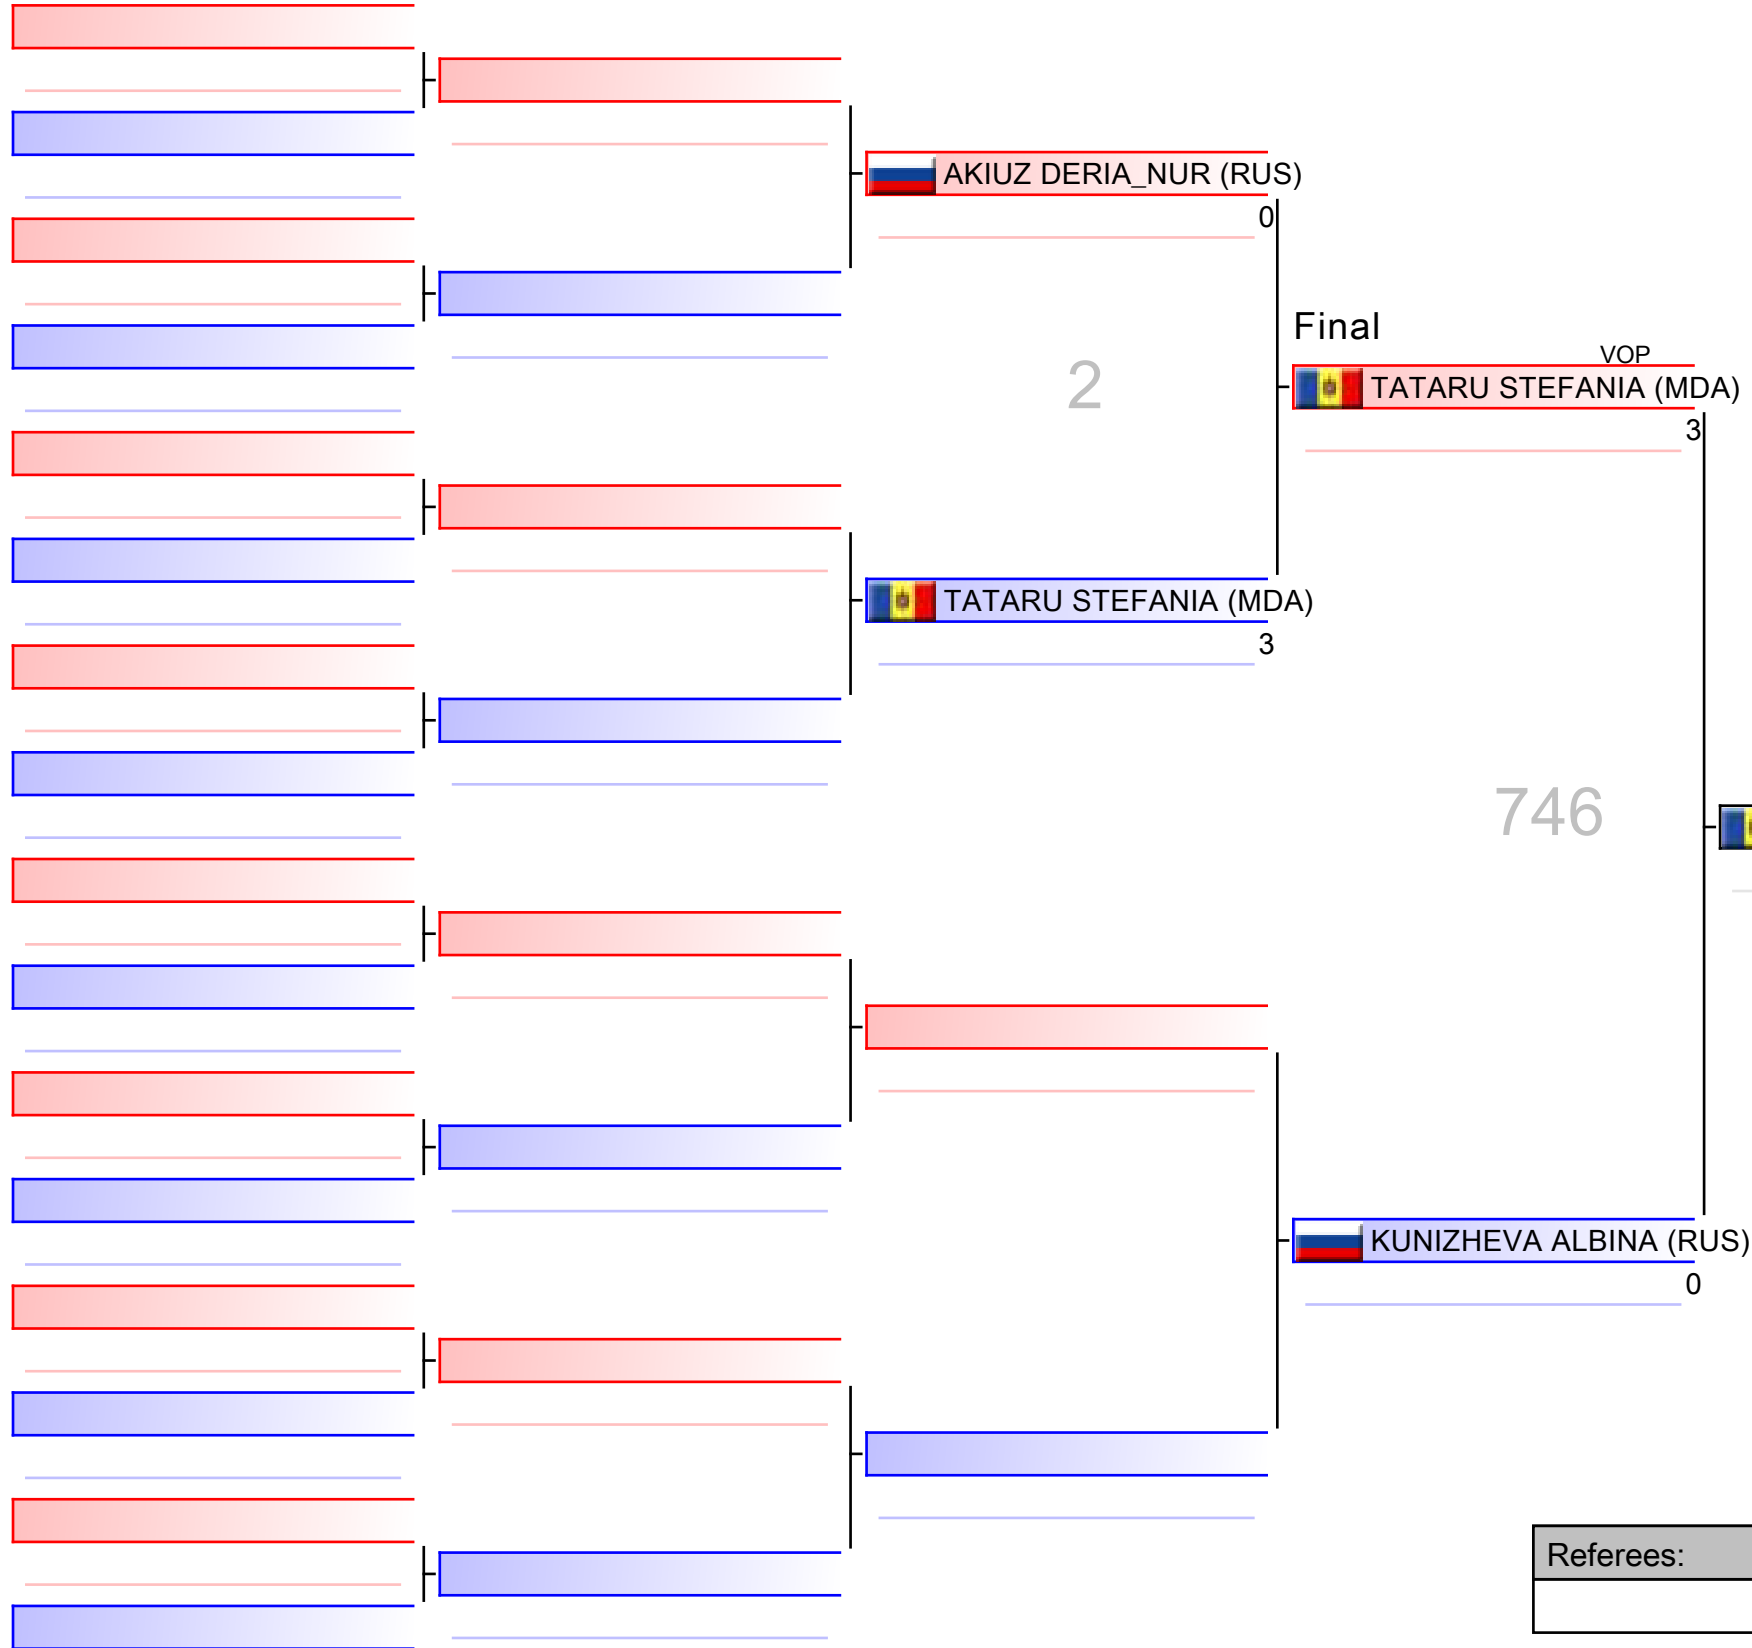 AKIUZ DERIA_NUR (RUS)
0
Final
2
VOP
TATARU STEFANIA (MDA)
3
TATARU STEFANIA (MDA)
3
746
KUNIZHEVA ALBINA (RUS)
0
Referees: